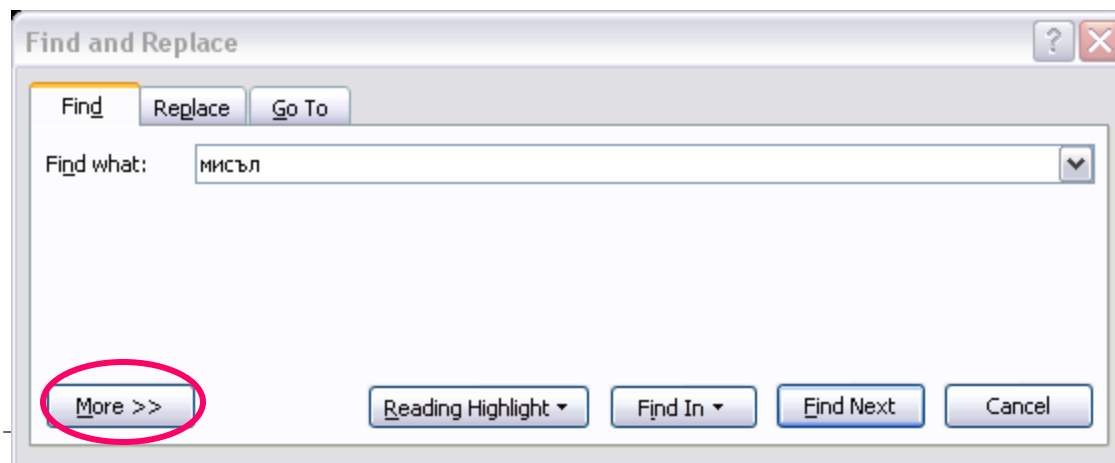 Find and Replace
Find Replace Go To
Find what: мисъл
More >> Reading Highlight Find In Find Next Cancel